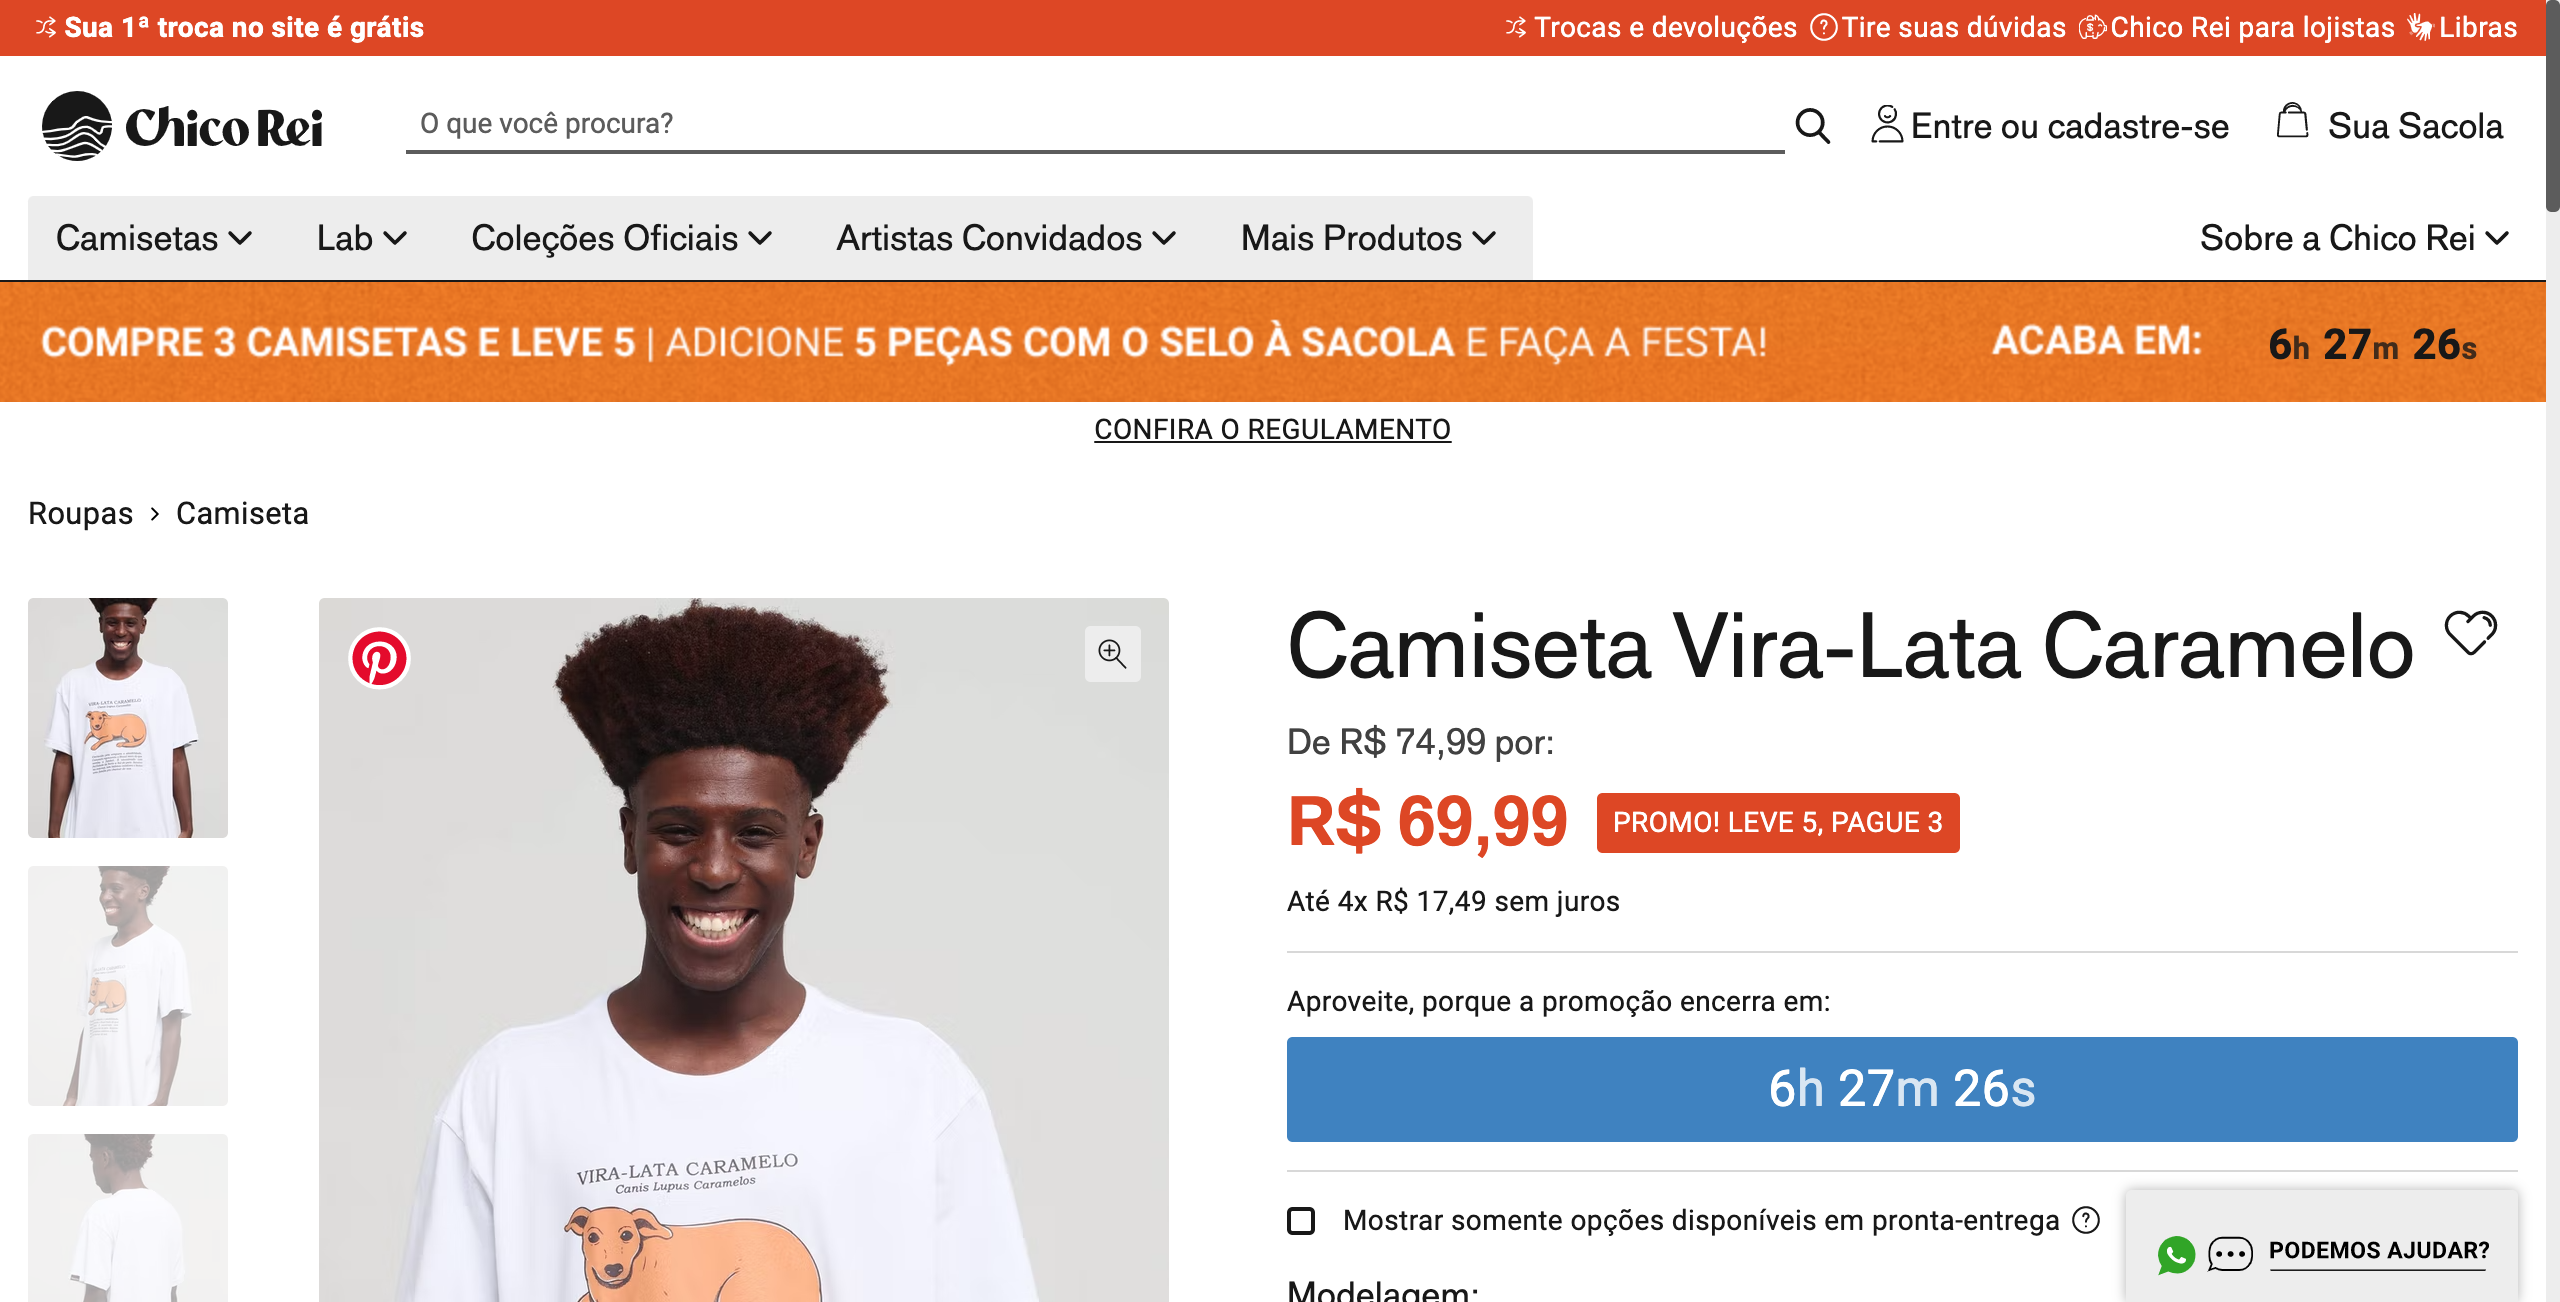 Sua 1ª troca no site é grátis
Trocas e devoluções Tire suas dúvidas Chico Rei para lojistas Libras
Chico Rei
O que você procura?
Entre ou cadastre-se
Sua Sacola
Camisetas
Lab
Coleções Oficiais
Artistas Convidados
Mais Produtos
Sobre a Chico Rei
COMPRE 3 CAMISETAS E LEVE 5 | ADICIONE 5 PEÇAS COM O SELO À SACOLA E FAÇA A FESTA!
ACABA EM: 6h 27m 26s
CONFIRA O REGULAMENTO
Roupas > Camiseta
Camiseta Vira-Lata Caramelo
De R$ 74,99 por:
R$ 69,99
PROMO! LEVE 5, PAGUE 3
Até 4x R$ 17,49 sem juros
Aproveite, porque a promoção encerra em:
6h 27m 26s
Mostrar somente opções disponíveis em pronta-entrega
Modelagem:
PODEMOS AJUDAR?
VIRA-LATA CARAMELO
Canis Lupus Caramelos
VIRA-LATA CARAMELO